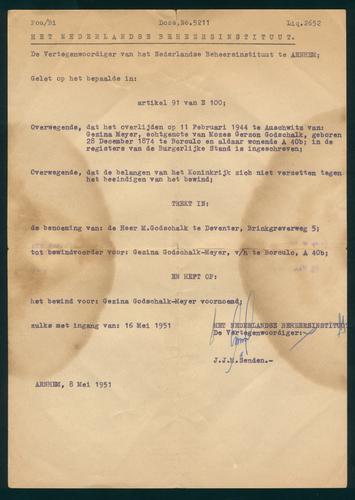 Fou/Di Doss.No.5211 Liq.2652
HET NEDERLANDSE BEHEERSINSTITUUT.
De Vertegenwoordiger van het Nederlandse Beheersinstituut te ARNHEM;
Gelet op het bepaalde in:
artikel 91 van E 100;
Overwegende, dat het overlijden op 11 Februari 1944 te Auschwitz van:
Gezina Meyer, echtgenote van Mozes Gerson Godschalk, geboren
28 December 1874 te Borculo en aldaar wonende A 40b; in de
registers van de Burgerlijke Stand is ingeschreven;
Overwegende, dat de belangen van het Koninkrijk zich niet verzetten tegen
het beeindigen van het bewind;
TREKT IN:
de benoeming van: de Heer M.Godschalk te Deventer, Brinkgreverweg 5;
tot bewindvoerder voor: Gezina Godschalk-Meyer, v/h te Borculo, A 40b;
EN HEFT OP:
het bewind voor: Gezina Godschalk-Meyer voornoemd;
zulks met ingang van: 16 Mei 1951
HET NEDERLANDSE BEHEERSINSTITUUT
De Vertegenwoordiger:
J.J.M.Senden.-
ARNHEM, 8 Mei 1951